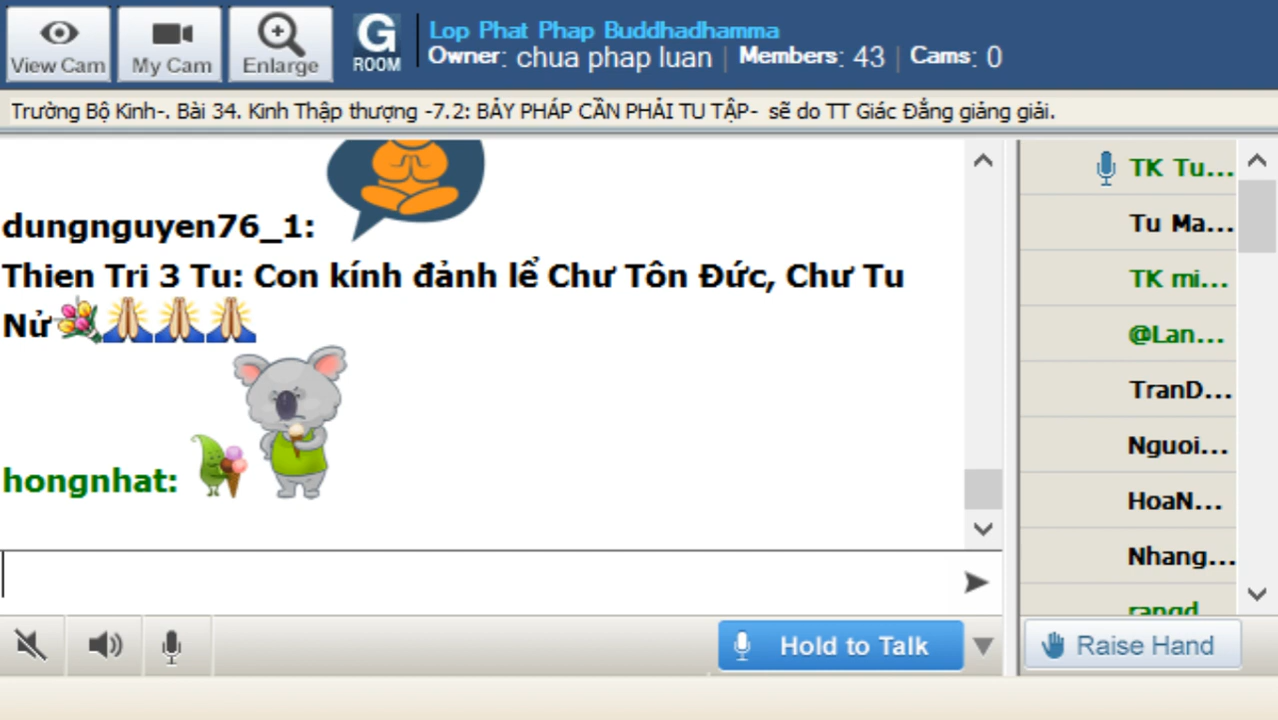 View Cam
My Cam
Enlarge
G
ROOM
Lop Phat Phap Buddhadhamma
Owner: chua phap luan | Members: 43 | Cams: 0
Trường Bộ Kinh-. Bài 34. Kinh Thập thượng -7.2: BẢY PHÁP CẦN PHẢI TU TẬP- sẽ do TT Giác Đẳng giảng giải.
dungnguyen76_1:
Thien Tri 3 Tu: Con kính đảnh lể Chư Tôn Đức, Chư Tu
Nử
hongnhat:
TK Tu...
Tu Ma...
TK mi...
@Lan...
TranD...
Nguoi...
HoaN...
Nhang...
Hold to Talk
Raise Hand